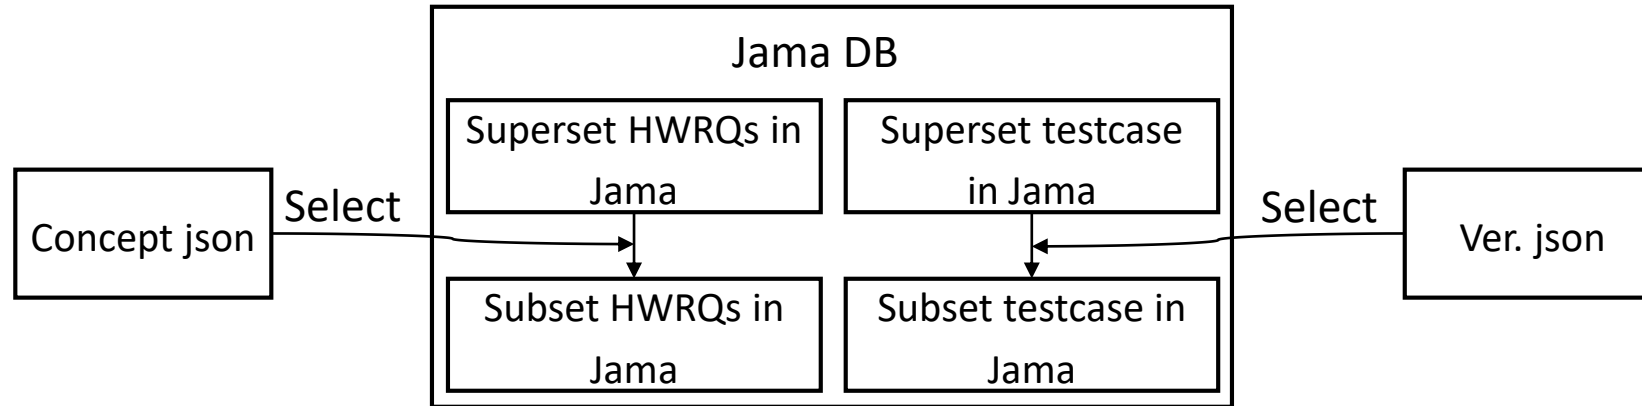 Jama DB
Superset HWRQs in
Jama
Superset testcase
in Jama
Concept json
Select
Select
Ver. json
Subset HWRQs in
Jama
Subset testcase in
Jama